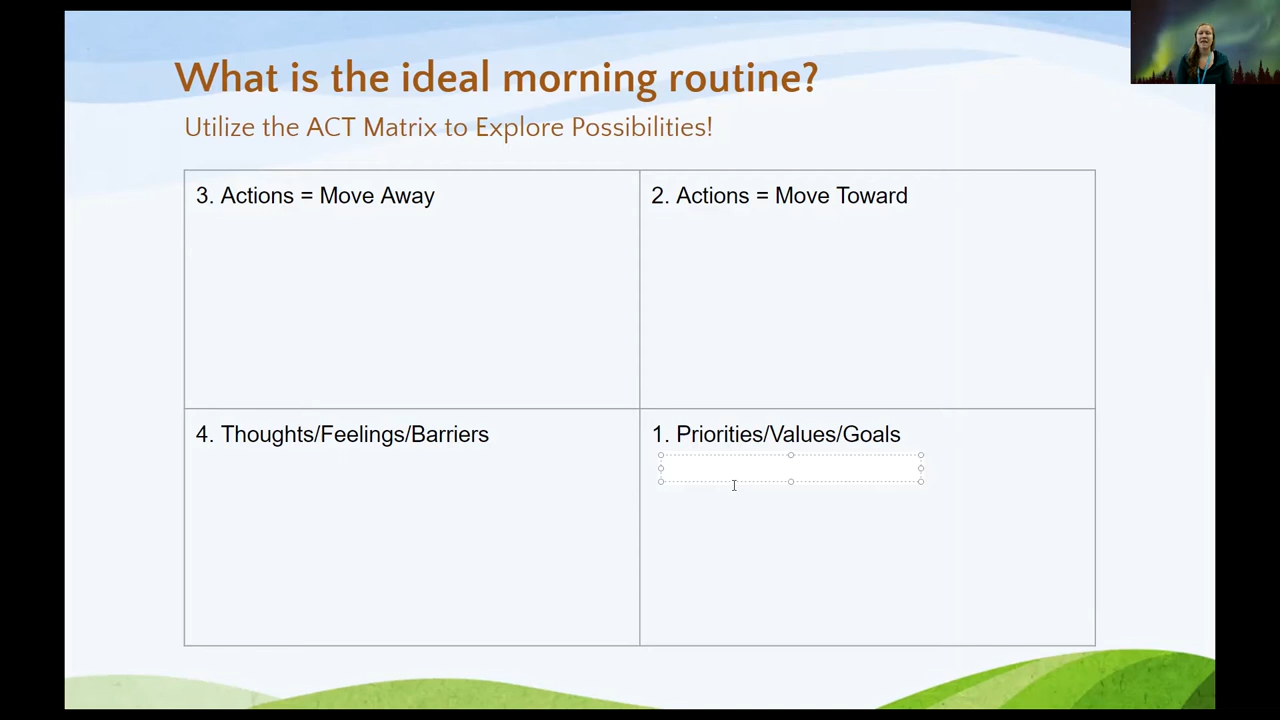 What is the ideal morning routine?
Utilize the ACT Matrix to Explore Possibilities!
3. Actions = Move Away
2. Actions = Move Toward
4. Thoughts/Feelings/Barriers
1. Priorities/Values/Goals